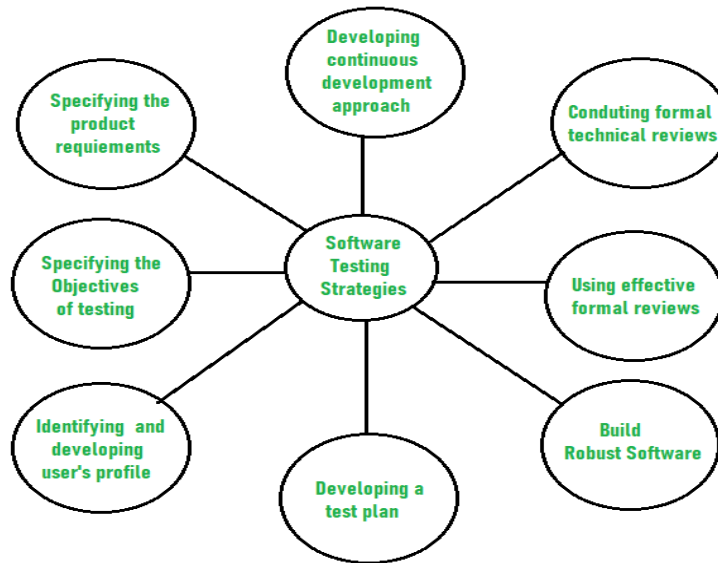 Developing
continuous
development
approach
Specifying the
product
requiements
Conduting formal
technical reviews
Software
Testing
Strategies
Specifying the
Objectives
of testing
Using effective
formal reviews
Identifying and
developing
user's profile
Build
Robust Software
Developing a
test plan